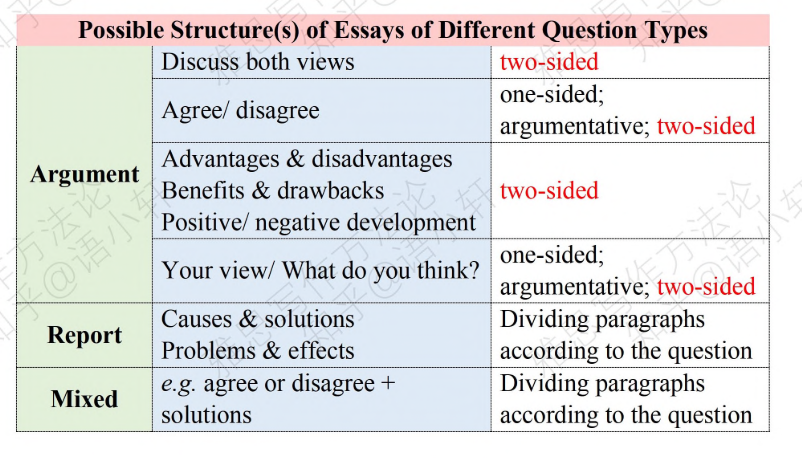 Possible Structure(s) of Essays of Different Question Types
Argument
Discuss both views
two-sided
Agree/ disagree
one-sided;
argumentative; two-sided
Advantages & disadvantages
Benefits & drawbacks
Positive/ negative development
two-sided
Your view/ What do you think?
one-sided;
argumentative; two-sided
Report
Causes & solutions
Problems & effects
Dividing paragraphs
according to the question
Mixed
e.g. agree or disagree +
solutions
Dividing paragraphs
according to the question
雅思写作方法论
知乎@语小轩